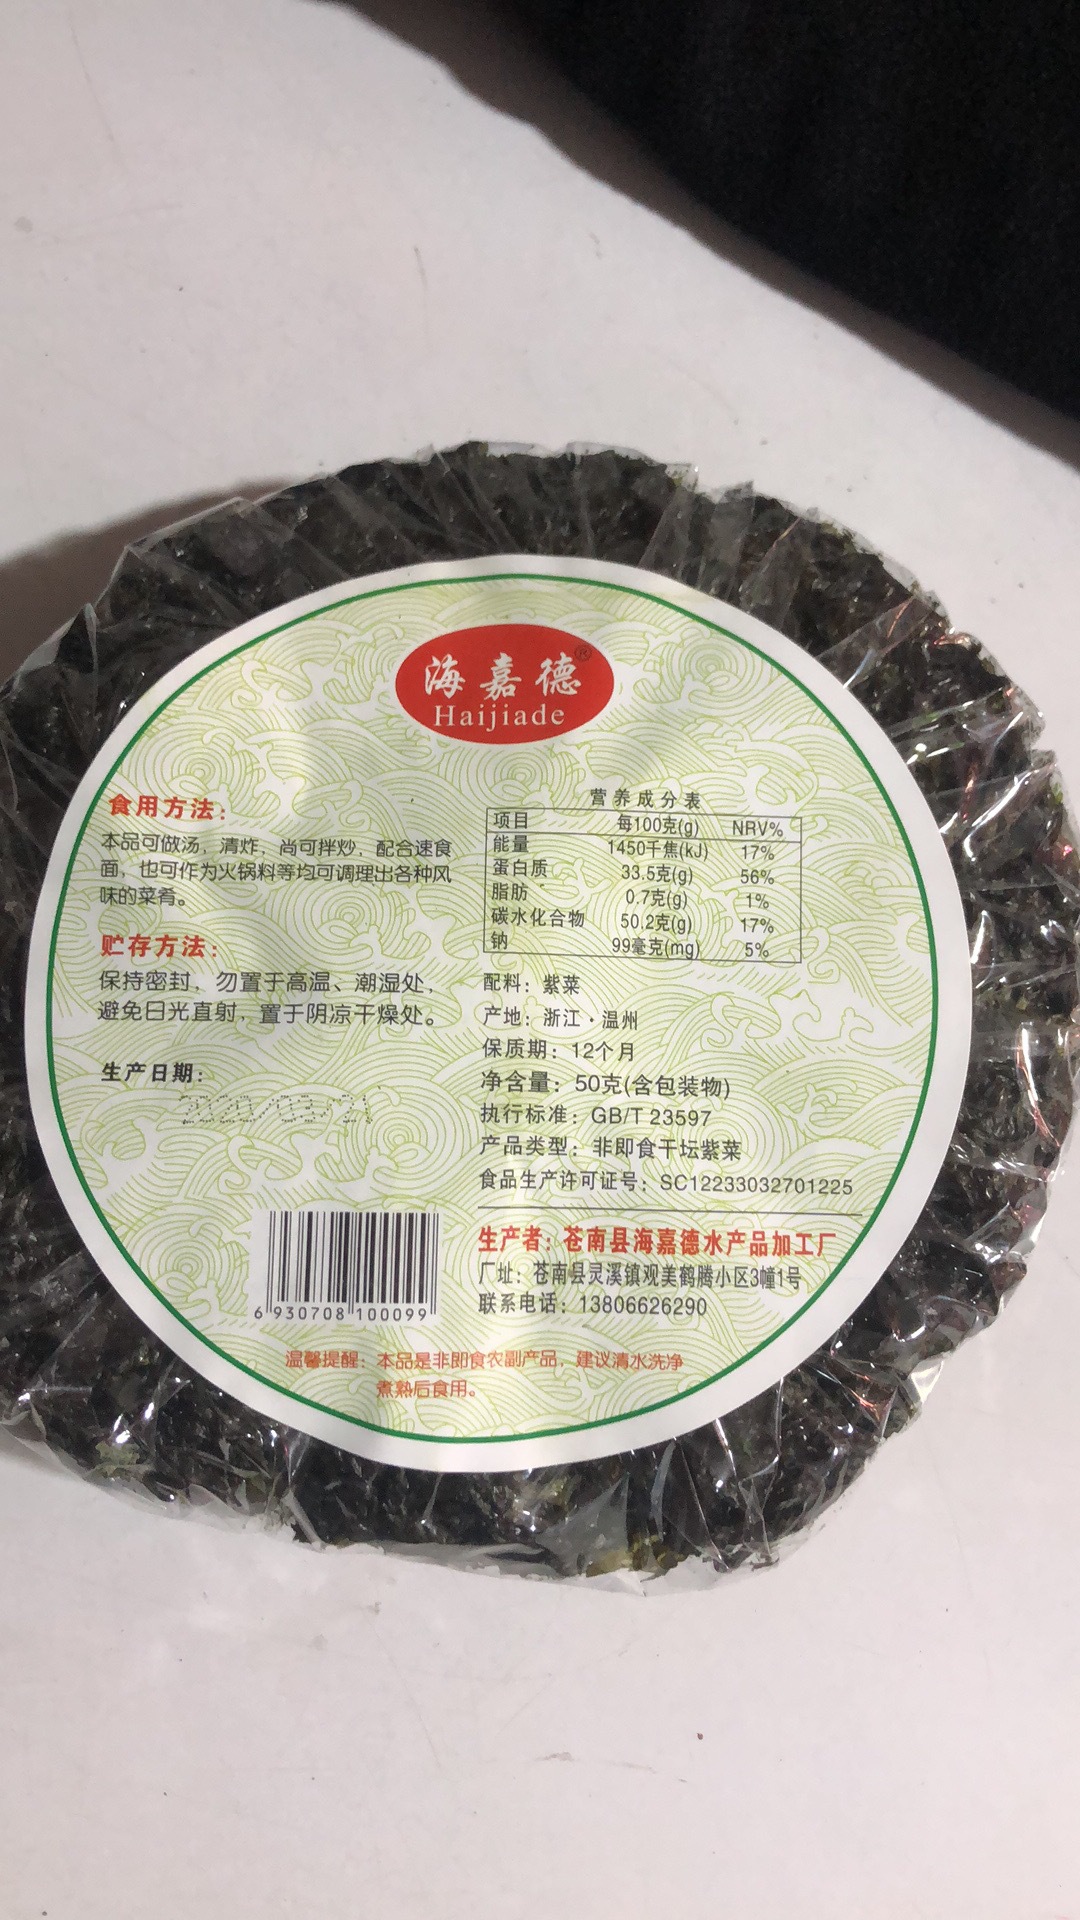 海嘉德®
Haijiade
食用方法：
本品可做汤，清炸，尚可拌炒，配合速食
面，也可作为火锅料等均可调理出各种风
味的菜肴。
贮存方法：
保持密封，勿置于高温、潮湿处，
避免日光直射，置于阴凉干燥处。
生产日期：
6 930708 100099
营养成分表
项目 每100克(g) NRV%
能量 1450千焦(kJ) 17%
蛋白质 33.5克(g) 56%
脂肪 0.7克(g) 1%
碳水化合物 50.2克(g) 17%
钠 99毫克(mg) 5%
配料：紫菜
产地：浙江·温州
保质期：12个月
净含量：50克(含包装物)
执行标准：GB/T 23597
产品类型：非即食干坛紫菜
食品生产许可证号：SC12233032701225
生产者：苍南县海嘉德水产品加工厂
厂址：苍南县灵溪镇观美鹤腾小区3幢1号
联系电话：13806626290
温馨提醒：本品是非即食农副产品，建议清水洗净
煮熟后食用。